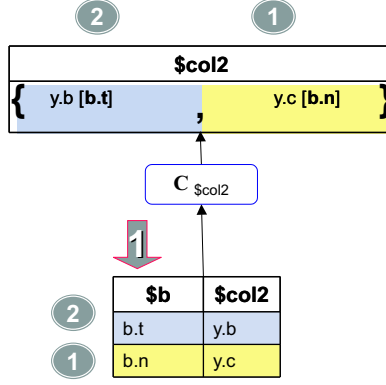 2 1
$col2
{ y.b [b.t] , y.c [b.n] }
C $col2
1
$b $col2
2 b.t y.b
1 b.n y.c